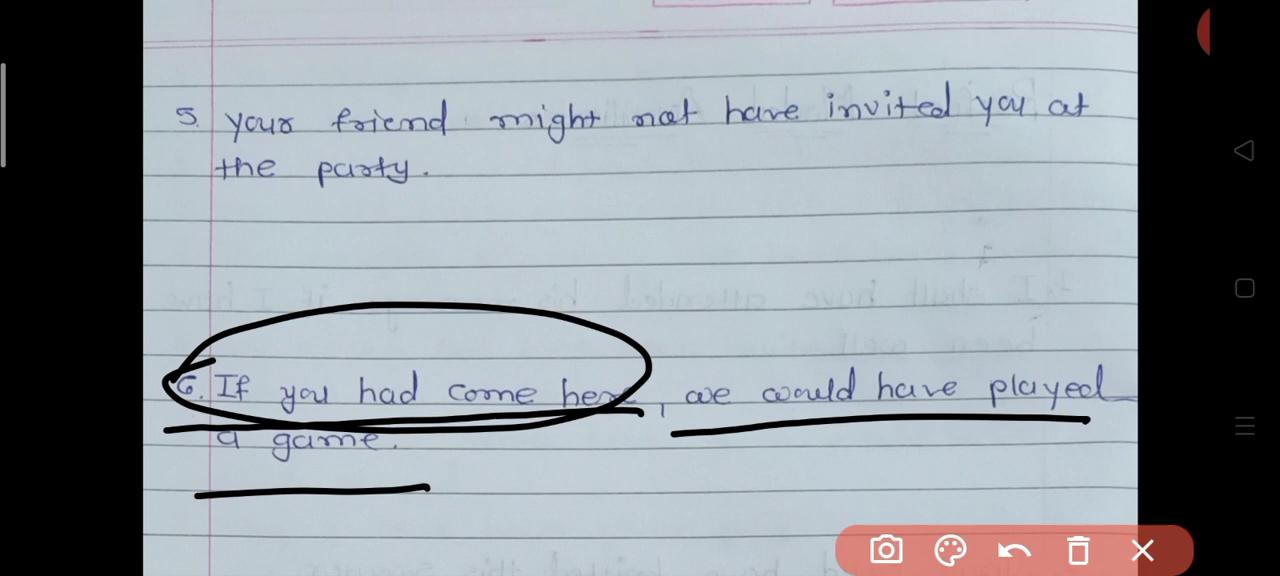 5. your friend might not have invited you at
the party.
6. If you had come here, we would have played
a game.